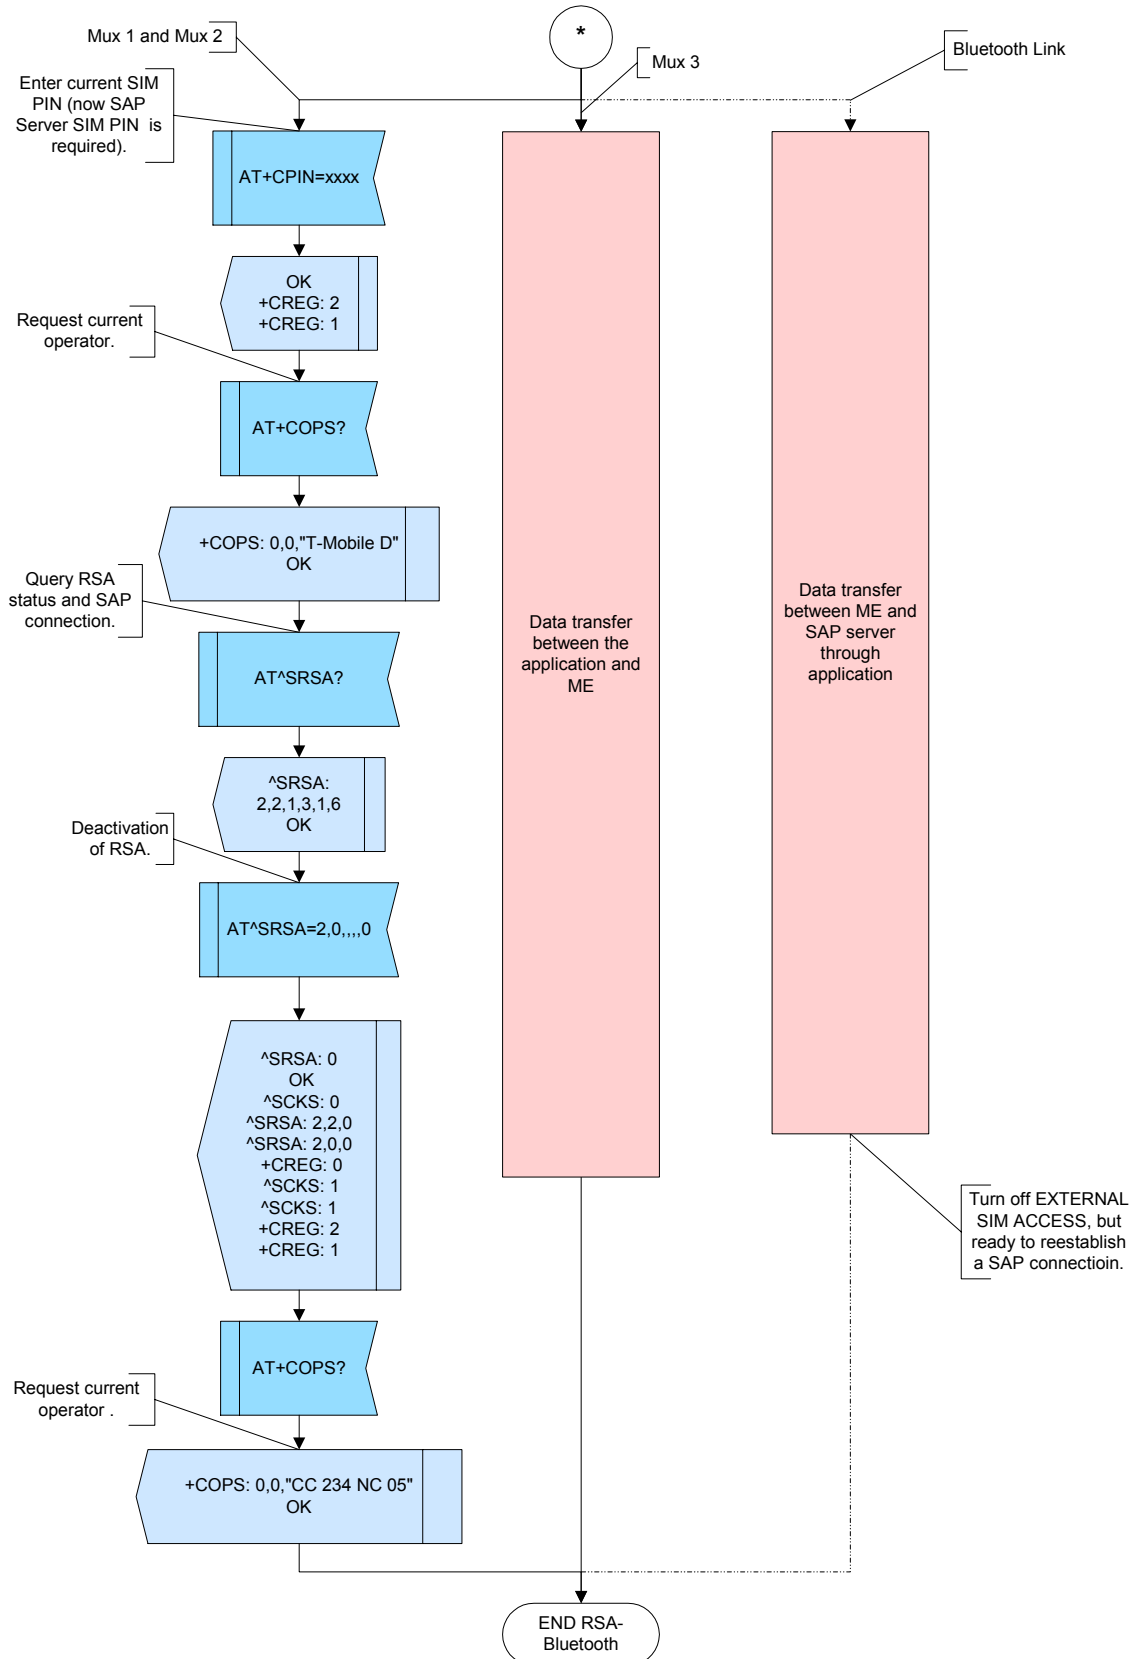 *
Mux 1 and Mux 2
Mux 3
Bluetooth Link
Enter current SIM
PIN (now SAP
Server SIM PIN is
required).
AT+CPIN=xxxx
OK
+CREG: 2
+CREG: 1
Request current
operator.
AT+COPS?
+COPS: 0,0,"T-Mobile D"
OK
Query RSA
status and SAP
connection.
AT^SRSA?
^SRSA:
2,2,1,3,1,6
OK
Deactivation
of RSA.
AT^SRSA=2,0,,,,0
^SRSA: 0
OK
^SCKS: 0
^SRSA: 2,2,0
^SRSA: 2,0,0
+CREG: 0
^SCKS: 1
^SCKS: 1
+CREG: 2
+CREG: 1
AT+COPS?
Request current
operator .
+COPS: 0,0,"CC 234 NC 05"
OK
Data transfer
between the
application and
ME
Data transfer
between ME and
SAP server
through
application
Turn off EXTERNAL
SIM ACCESS, but
ready to reestablish
a SAP connectioin.
END RSA-
Bluetooth